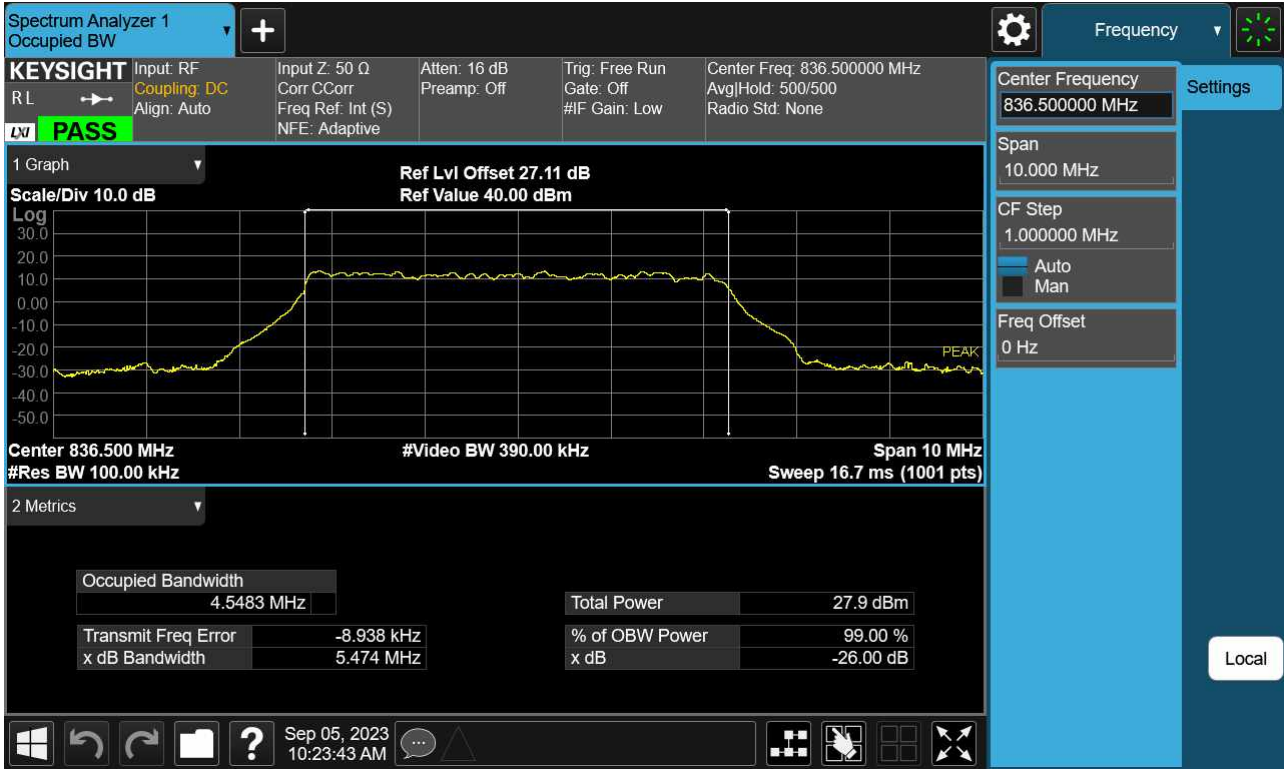 Spectrum Analyzer 1
Occupied BW
Frequency
KEYSIGHT
R L
LXI
PASS
Input: RF
Coupling: DC
Align: Auto
Input Z: 50 Ω
Corr CCorr
Freq Ref: Int (S)
NFE: Adaptive
Atten: 16 dB
Preamp: Off
Trig: Free Run
Gate: Off
#IF Gain: Low
Center Freq: 836.500000 MHz
Avg|Hold: 500/500
Radio Std: None
Center Frequency
836.500000 MHz
Settings
Span
10.000 MHz
CF Step
1.000000 MHz
Auto
Man
Freq Offset
0 Hz
Local
1 Graph
Scale/Div 10.0 dB
Ref Lvl Offset 27.11 dB
Ref Value 40.00 dBm
Log
30.0
20.0
10.0
0.00
-10.0
-20.0
-30.0
-40.0
-50.0
PEAK
Center 836.500 MHz
#Video BW 390.00 kHz
Span 10 MHz
#Res BW 100.00 kHz
Sweep 16.7 ms (1001 pts)
2 Metrics
Occupied Bandwidth
4.5483 MHz
Total Power 27.9 dBm
Transmit Freq Error -8.938 kHz
% of OBW Power 99.00 %
x dB Bandwidth 5.474 MHz
x dB -26.00 dB
?
Sep 05, 2023
10:23:43 AM